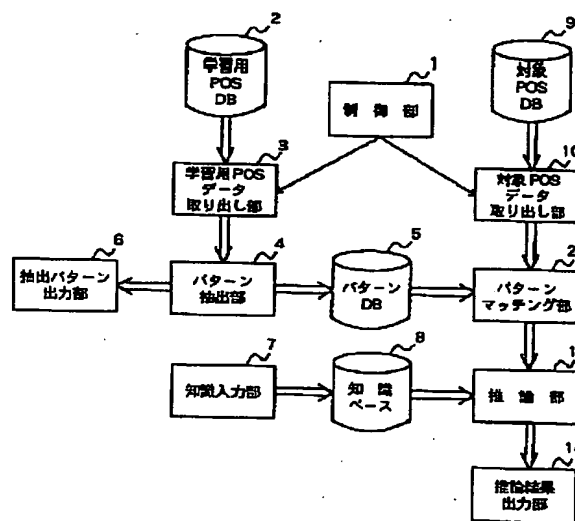 2
学習用
POS
DB
9
対象
POS
DB
1
制御部
3
学習用POS
データ
取り出し部
10
対象POS
データ
取り出し部
6
抽出パターン
出力部
4
パターン
抽出部
5
パターン
DB
2
パターン
マッチング部
7
知識入力部
8
知識
ベース
1
推論部
推論結果
出力部